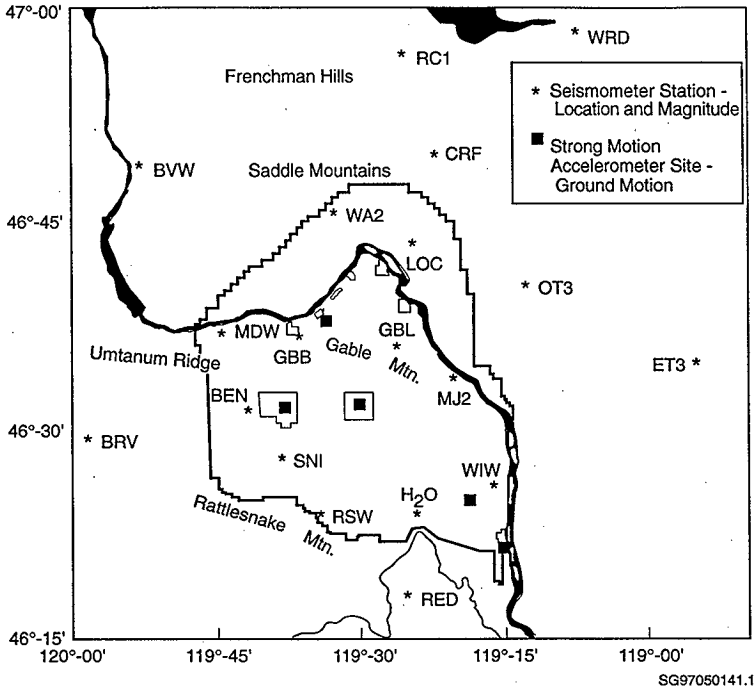 47°-00'
WRD
RC1
Frenchman Hills
* Seismometer Station -
Location and Magnitude
■ Strong Motion
Accelerometer Site -
Ground Motion
CRF
BVW
Saddle Mountains
46°-45'
WA2
LOC
OT3
MDW
GBB
Gable
Mtn.
GBL
Umtanum Ridge
ET3
MJ2
BEN
46°-30'
BRV
SNI
WIW
H2O
Rattlesnake
Mtn.
RSW
RED
46°-15'
120°-00' 119°-45' 119°-30' 119°-15' 119°-00'
SG97050141.1